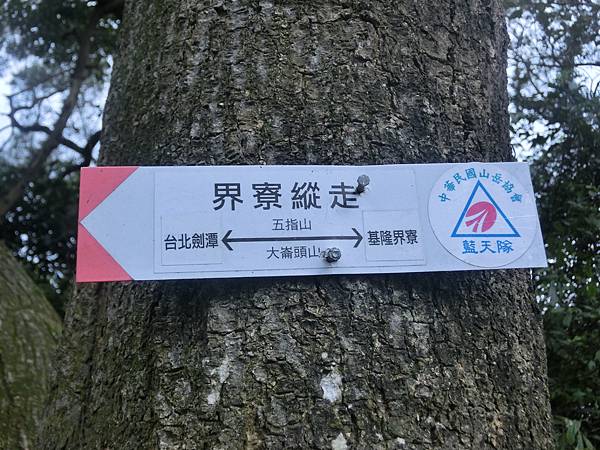 界寮縱走
五指山
台北劍潭
基隆界寮
大崙頭山
中華民國山岳協會
藍天隊